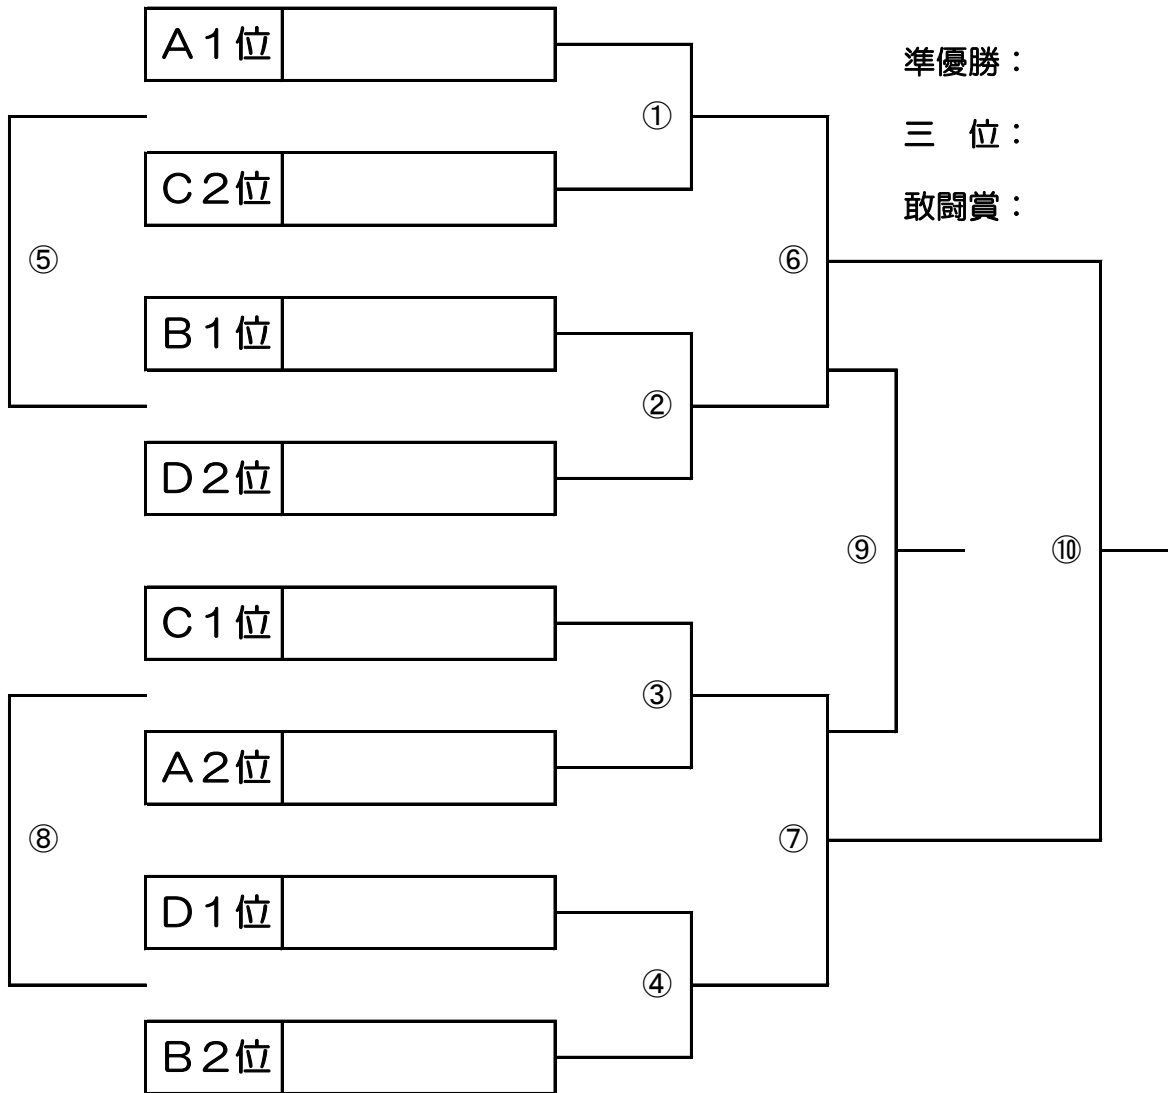 A1位
準優勝：
①
三　位：
C2位
敢闘賞：
⑤
⑥
B1位
②
D2位
⑨
⑩
C1位
③
A2位
⑧
⑦
D1位
④
B2位